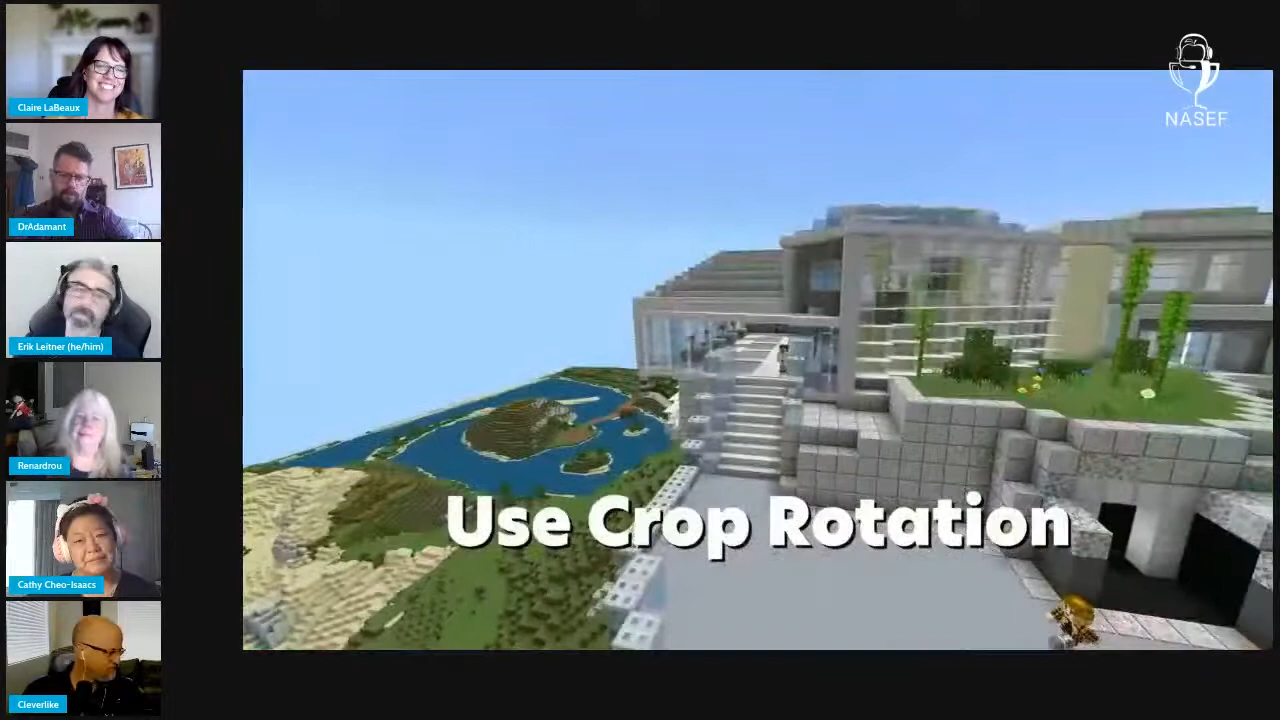 Claire LaBeaux
DrAdamant
Erik Leitner (he/him)
Renardrou
Cathy Cheo-Isaacs
Cleverlike
NASEF
Use Crop Rotation